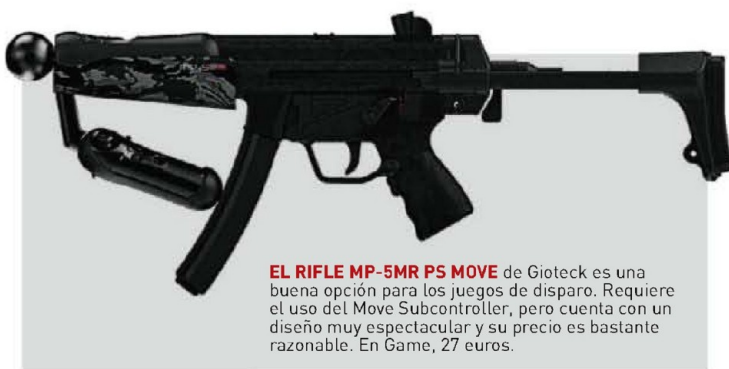 EL RIFLE MP-5MR PS MOVE de Gioteck es una
buena opción para los juegos de disparo. Requiere
el uso del Move Subcontroller, pero cuenta con un
diseño muy espectacular y su precio es bastante
razonable. En Game, 27 euros.